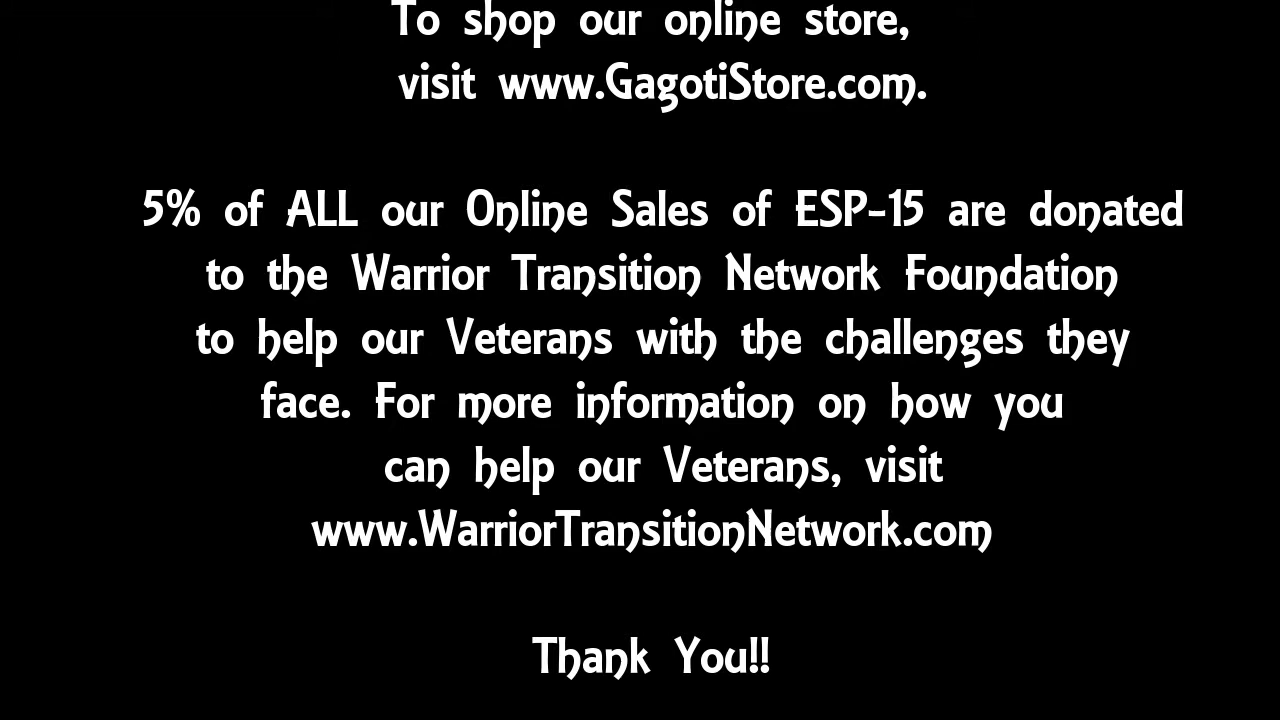 To shop our online store,
visit www.GagotiStore.com.
5% of ALL our Online Sales of ESP-15 are donated
to the Warrior Transition Network Foundation
to help our Veterans with the challenges they
face. For more information on how you
can help our Veterans, visit
www.WarriorTransitionNetwork.com
Thank You!!